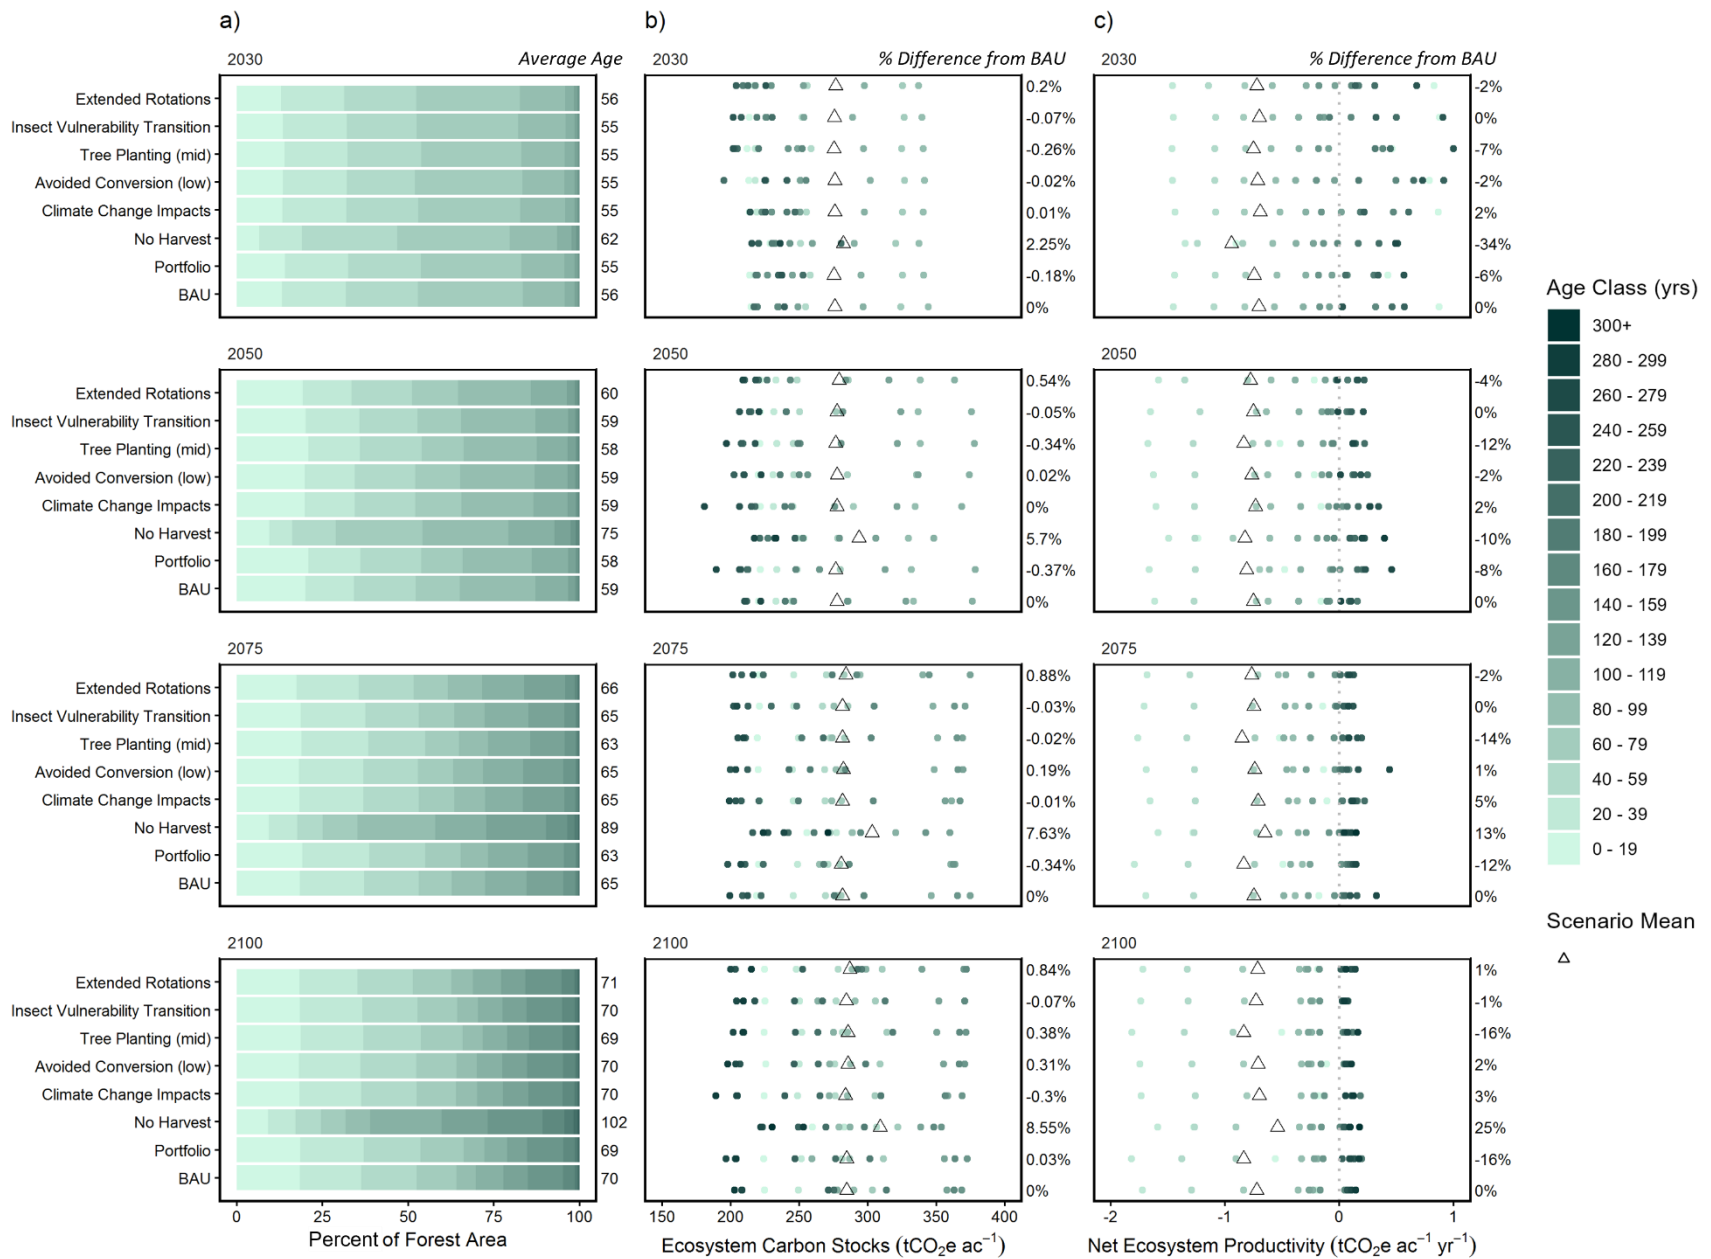 a)
b)
c)
2030
Average Age
2030
% Difference from BAU
2030
% Difference from BAU
Extended Rotations
56
0.2%
-2%
Insect Vulnerability Transition
55
-0.07%
0%
Tree Planting (mid)
55
-0.26%
-7%
Avoided Conversion (low)
55
-0.02%
-2%
Climate Change Impacts
55
0.01%
2%
No Harvest
62
2.25%
-34%
Portfolio
55
-0.18%
-6%
BAU
56
0%
0%
2050
2050
2050
Extended Rotations
60
0.54%
-4%
Insect Vulnerability Transition
59
-0.05%
0%
Tree Planting (mid)
58
-0.34%
-12%
Avoided Conversion (low)
59
0.02%
-2%
Climate Change Impacts
59
0%
2%
No Harvest
75
5.7%
-10%
Portfolio
58
-0.37%
-8%
BAU
59
0%
0%
2075
2075
2075
Extended Rotations
66
0.88%
-2%
Insect Vulnerability Transition
65
-0.03%
0%
Tree Planting (mid)
63
-0.02%
-14%
Avoided Conversion (low)
65
0.19%
1%
Climate Change Impacts
65
-0.01%
5%
No Harvest
89
7.63%
13%
Portfolio
63
-0.34%
-12%
BAU
65
0%
0%
2100
2100
2100
Extended Rotations
71
0.84%
1%
Insect Vulnerability Transition
70
-0.07%
-1%
Tree Planting (mid)
69
0.38%
-16%
Avoided Conversion (low)
70
0.31%
2%
Climate Change Impacts
70
-0.3%
3%
No Harvest
102
8.55%
25%
Portfolio
69
0.03%
-16%
BAU
70
0%
0%
0 25 50 75 100
Percent of Forest Area
150 200 250 300 350 400
Ecosystem Carbon Stocks (tCO₂e ac⁻¹)
-2 -1 0 1
Net Ecosystem Productivity (tCO₂e ac⁻¹ yr⁻¹)
Age Class (yrs)
300+
280 - 299
260 - 279
240 - 259
220 - 239
200 - 219
180 - 199
160 - 179
140 - 159
120 - 139
100 - 119
80 - 99
60 - 79
40 - 59
20 - 39
0 - 19
Scenario Mean